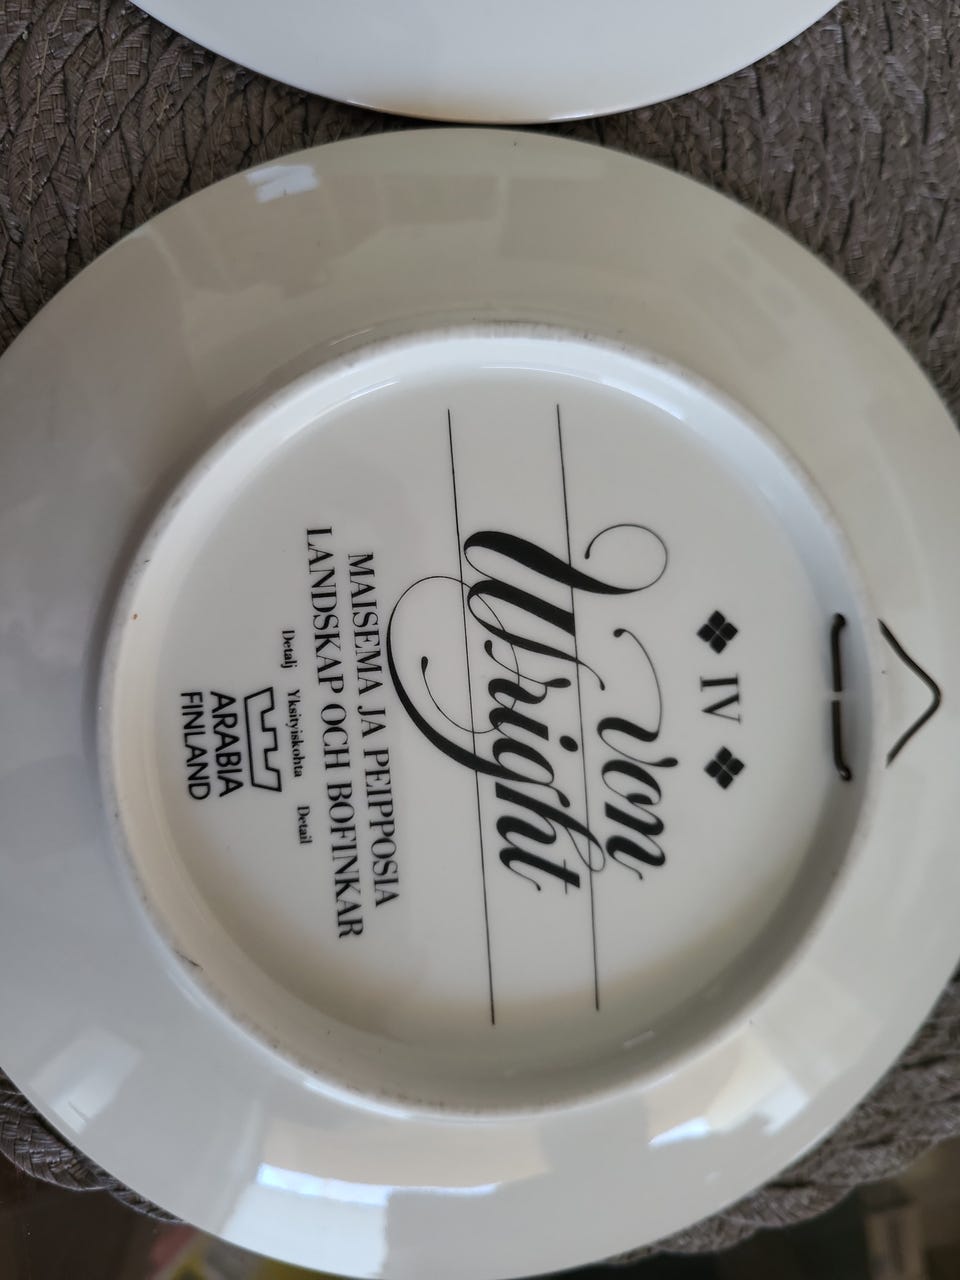 IV
von
Wright
MAISEMA JA PEIPPOSIA
LANDSKAP OCH BOFINKAR
Detalj Yksityiskohta Detail
ARABIA
FINLAND